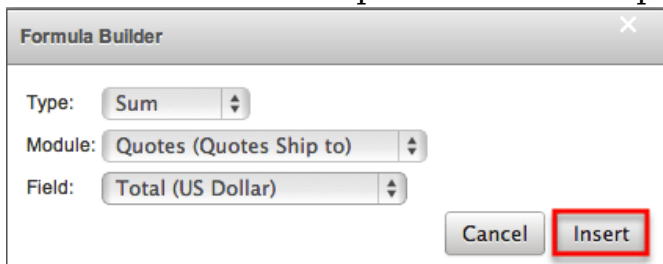 Formula Builder
Type: Sum
Module: Quotes (Quotes Ship to)
Field: Total (US Dollar)
Cancel Insert